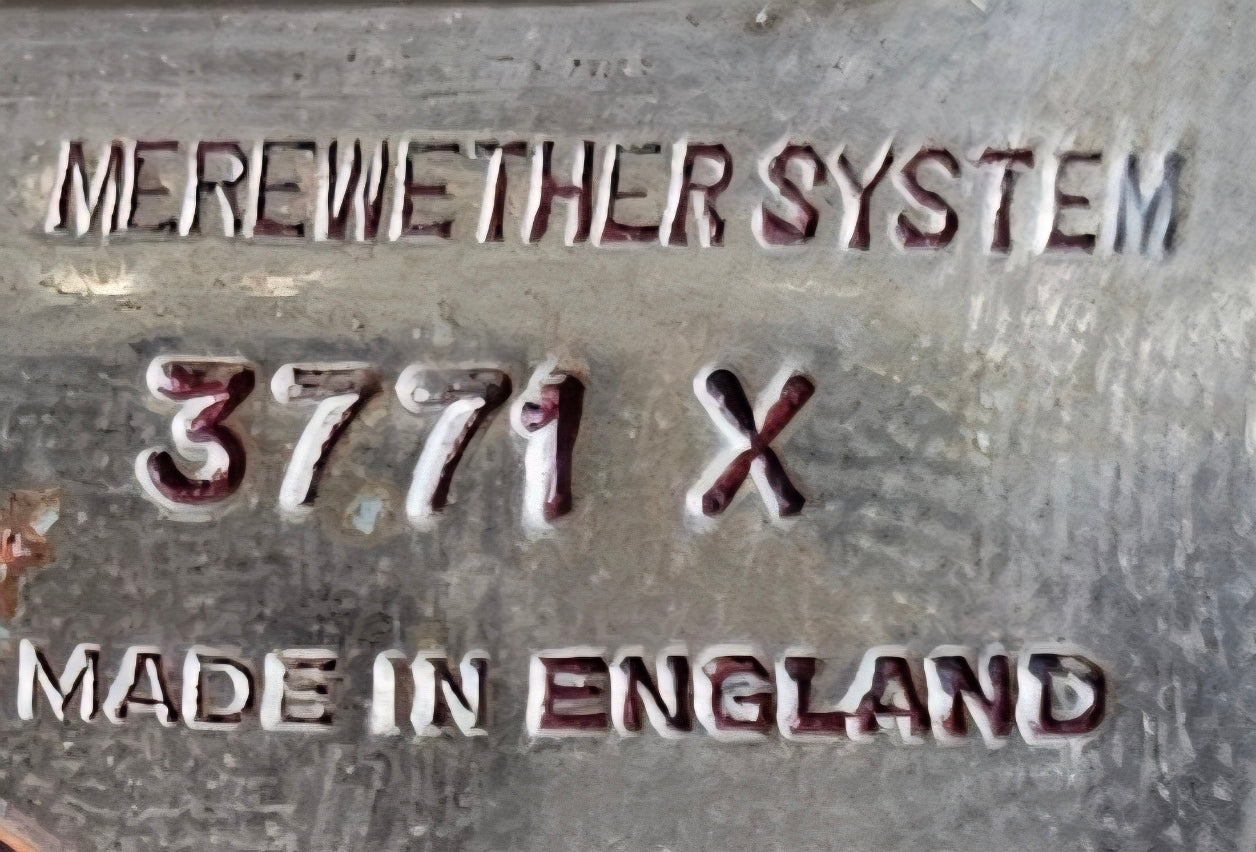 MEREWETHER SYSTEM
3771 X
MADE IN ENGLAND